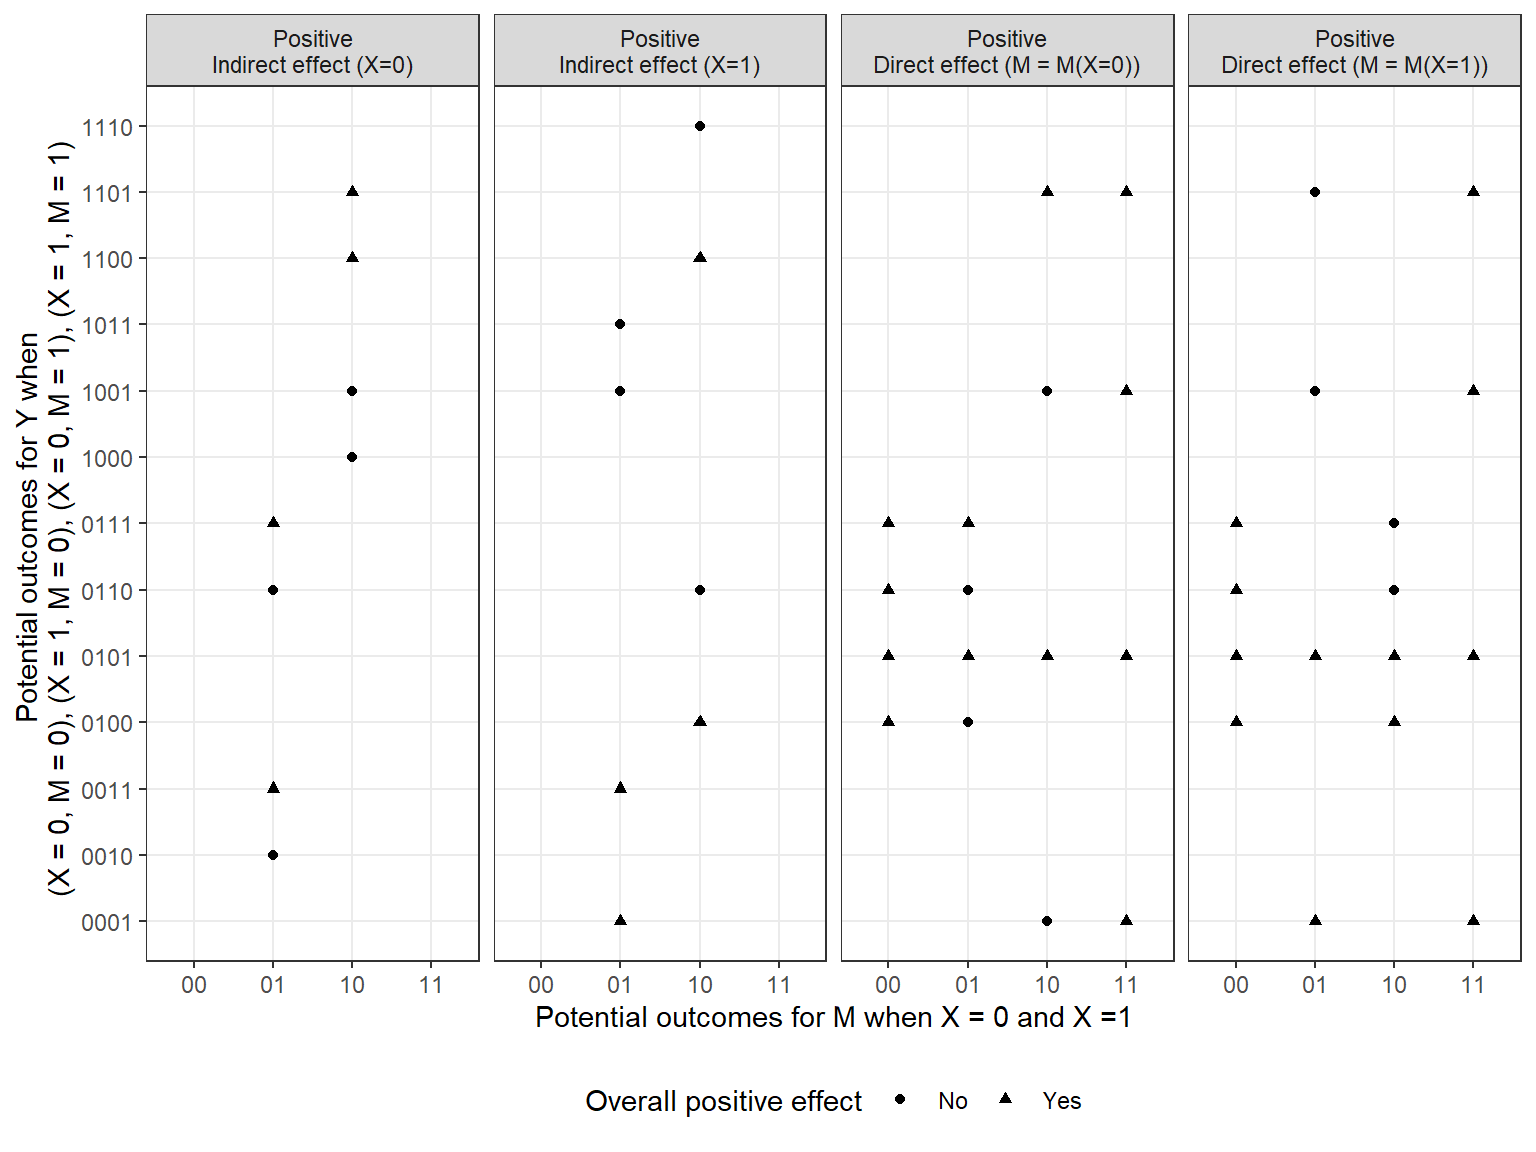 Positive
Indirect effect (X=0)
Positive
Indirect effect (X=1)
Positive
Direct effect (M = M(X=0))
Positive
Direct effect (M = M(X=1))
Potential outcomes for Y when
(X = 0, M = 0), (X = 1, M = 0), (X = 0, M = 1), (X = 1, M = 1)
1110
1101
1100
1011
1001
1000
0111
0110
0101
0100
0011
0010
0001
00 01 10 11
00 01 10 11
00 01 10 11
00 01 10 11
Potential outcomes for M when X = 0 and X =1
Overall positive effect No Yes